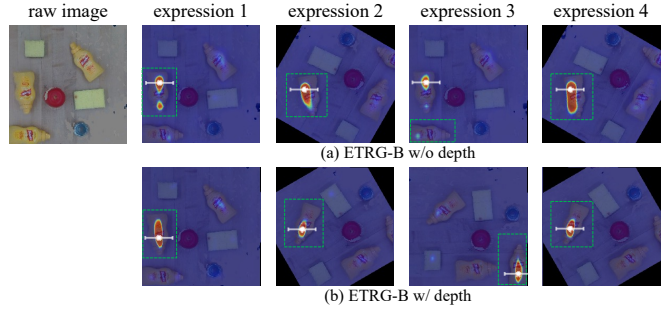 raw image expression 1 expression 2 expression 3 expression 4
(a) ETRG-B w/o depth
(b) ETRG-B w/ depth